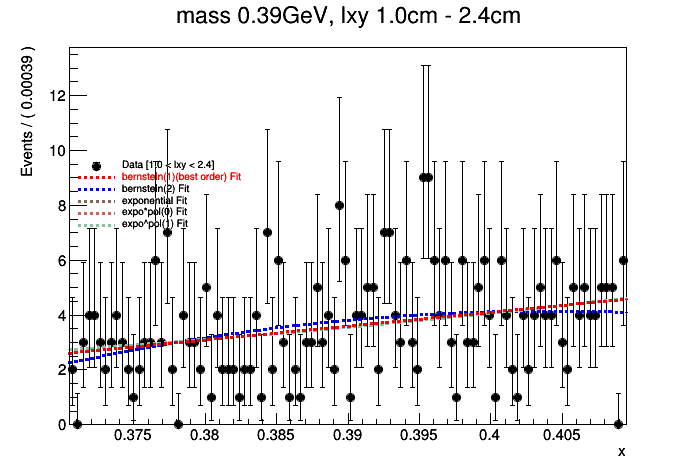 mass 0.39GeV, lxy 1.0cm - 2.4cm
Events / ( 0.00039 )
12
10
8
6
4
2
0
Data [1.0 < lxy < 2.4]
bernstein(1)(best order) Fit
bernstein(2) Fit
exponential Fit
expo*pol(0) Fit
expo^pol(1) Fit
0.375 0.38 0.385 0.39 0.395 0.4 0.405
x